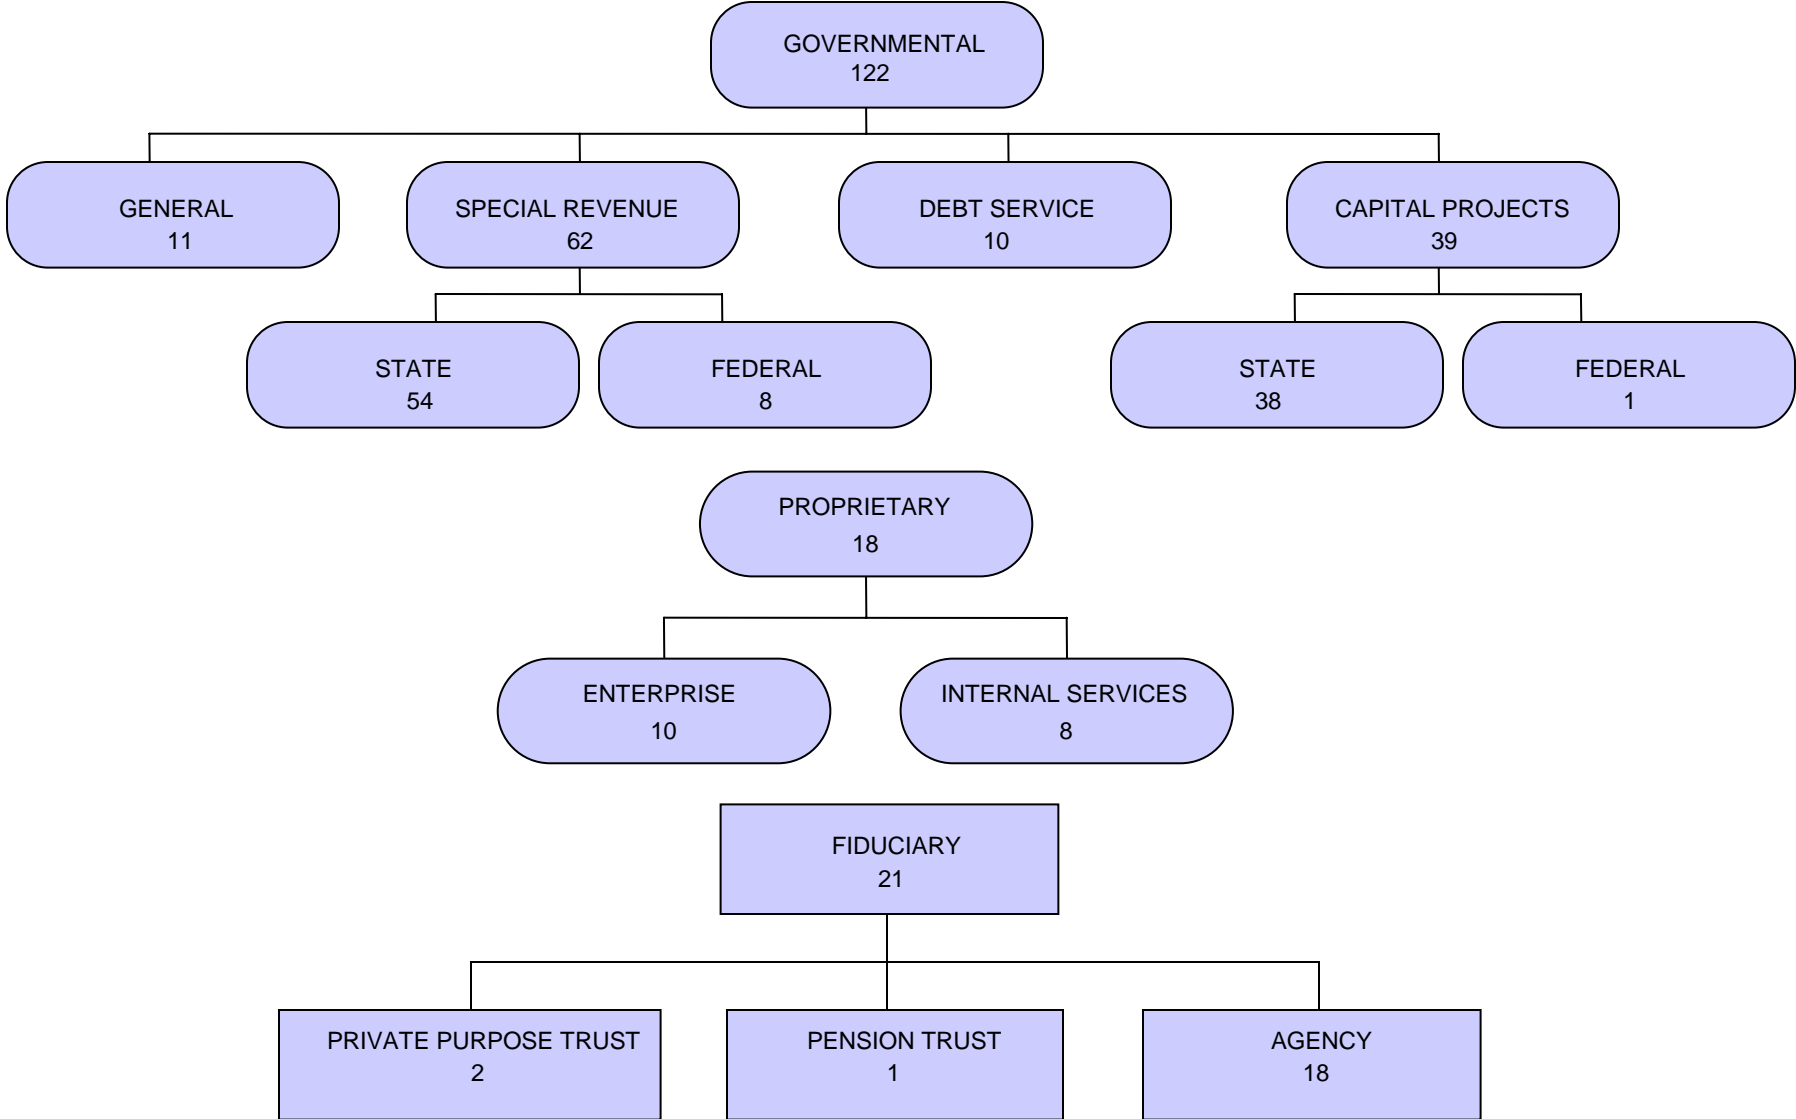 GOVERNMENTAL
122
GENERAL
11
SPECIAL REVENUE
62
DEBT SERVICE
10
CAPITAL PROJECTS
39
STATE
54
FEDERAL
8
STATE
38
FEDERAL
1
PROPRIETARY
18
ENTERPRISE
10
INTERNAL SERVICES
8
FIDUCIARY
21
PRIVATE PURPOSE TRUST
2
PENSION TRUST
1
AGENCY
18